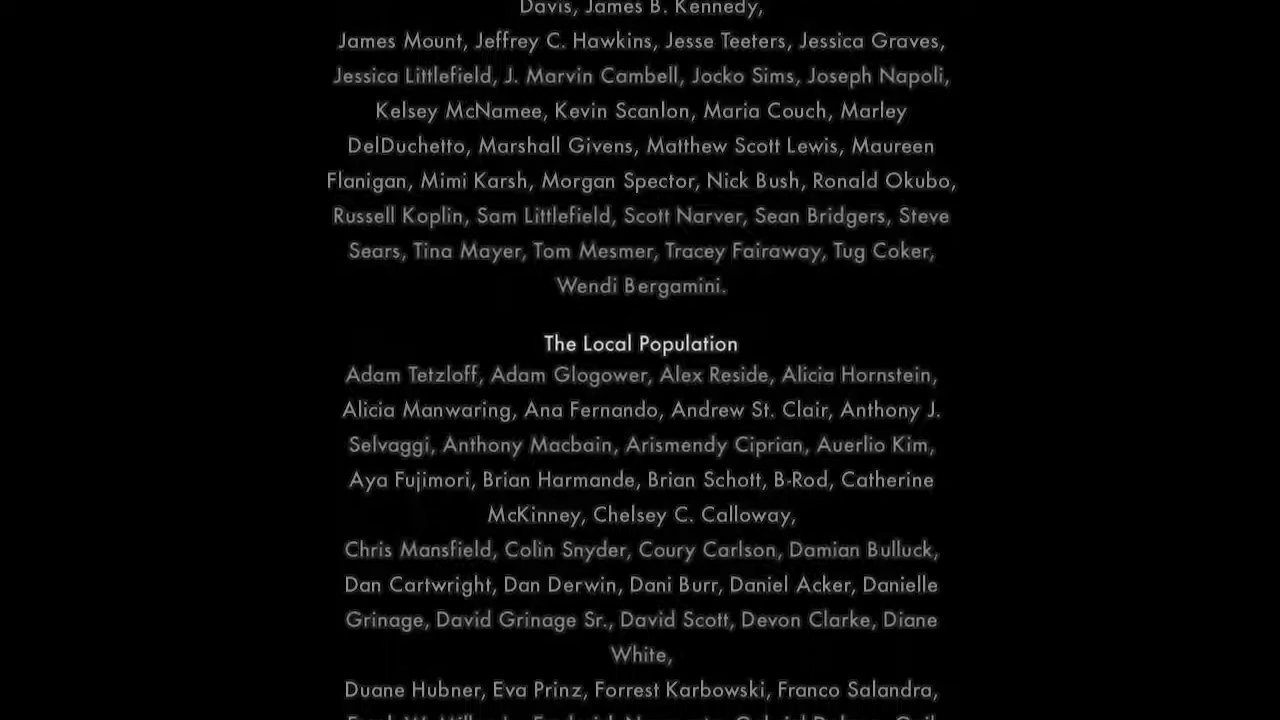 Davis, James B. Kennedy,
James Mount, Jeffrey C. Hawkins, Jesse Teeters, Jessica Graves,
Jessica Littlefield, J. Marvin Cambell, Jocko Sims, Joseph Napoli,
Kelsey McNamee, Kevin Scanlon, Maria Couch, Marley
DelDuchetto, Marshall Givens, Matthew Scott Lewis, Maureen
Flanigan, Mimi Karsh, Morgan Spector, Nick Bush, Ronald Okubo,
Russell Koplin, Sam Littlefield, Scott Narver, Sean Bridgers, Steve
Sears, Tina Mayer, Tom Mesmer, Tracey Fairaway, Tug Coker,
Wendi Bergamini.
The Local Population
Adam Tetzloff, Adam Glogower, Alex Reside, Alicia Hornstein,
Alicia Manwaring, Ana Fernando, Andrew St. Clair, Anthony J.
Selvaggi, Anthony Macbain, Arismendy Ciprian, Auerlio Kim,
Aya Fujimori, Brian Harmande, Brian Schott, B-Rod, Catherine
McKinney, Chelsey C. Calloway,
Chris Mansfield, Colin Snyder, Coury Carlson, Damian Bulluck,
Dan Cartwright, Dan Derwin, Dani Burr, Daniel Acker, Danielle
Grinage, David Grinage Sr., David Scott, Devon Clarke, Diane
White,
Duane Hubner, Eva Prinz, Forrest Karbowski, Franco Salandra,